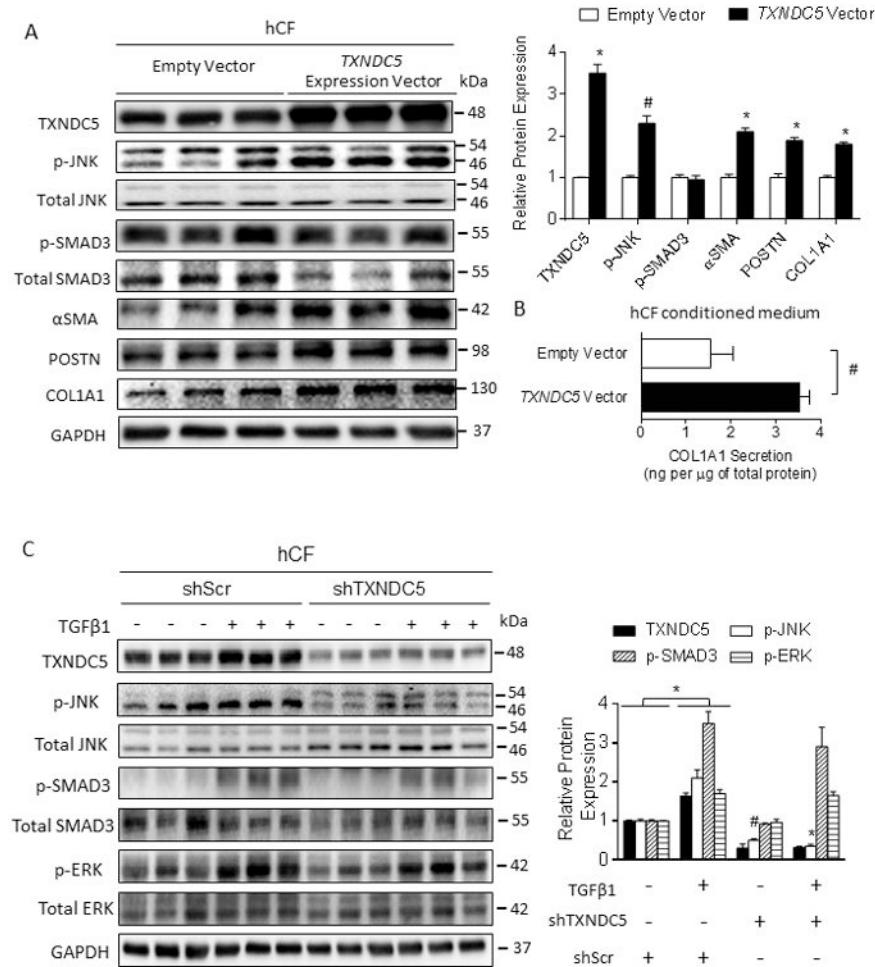 A
hCF
Empty Vector
TXNDC5
Expression Vector
kDa
TXNDC5
48
p-JNK
54
46
Total JNK
54
46
p-SMAD3
55
Total SMAD3
55
αSMA
42
POSTN
98
COL1A1
130
GAPDH
37
Empty Vector
TXNDC5 Vector
Relative Protein Expression
4
3
2
1
0
*
#
*
*
*
TXNDC5
p-JNK
p-SMAD3
αSMA
POSTN
COL1A1
B
hCF conditioned medium
Empty Vector
TXNDC5 Vector
#
0 1 2 3 4
COL1A1 Secretion
(ng per μg of total protein)
C
hCF
shScr shTXNDC5
TGFβ1 - - - + + + - - - + + +
kDa
TXNDC5
48
p-JNK
54
46
Total JNK
54
46
p-SMAD3
55
Total SMAD3
55
p-ERK
42
Total ERK
42
GAPDH
37
TXNDC5 p-JNK
p-SMAD3 p-ERK
Relative Protein
Expression
4
3
2
1
0
*
#
*
TGFβ1 - + - +
shTXNDC5 - - + +
shScr + + - -